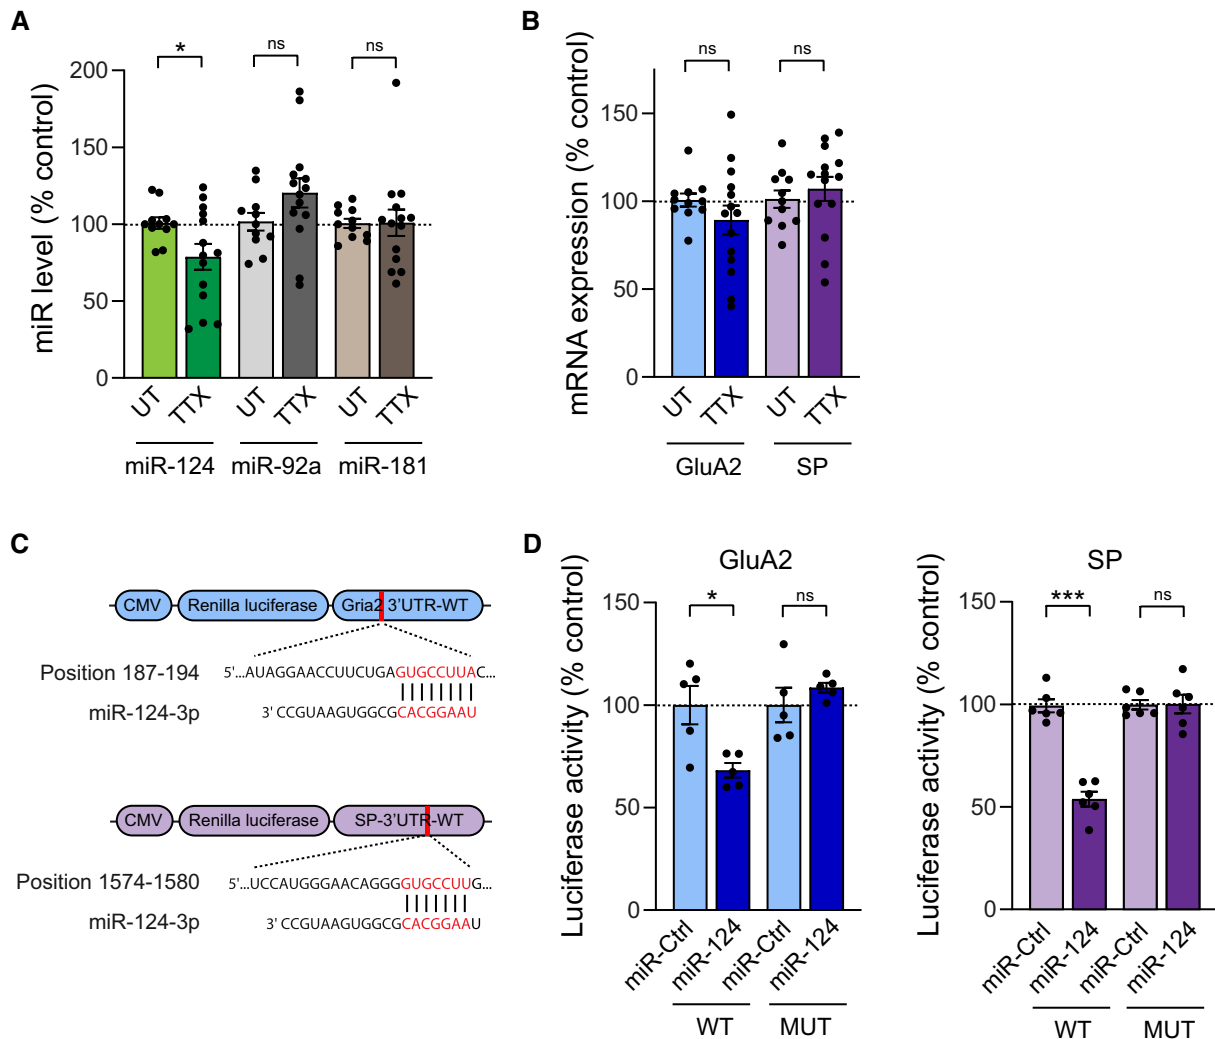 A
miR level (% control)
200
150
100
50
0
*
ns
ns
UT
TTX
UT
TTX
UT
TTX
miR-124
miR-92a
miR-181
B
mRNA expression (% control)
150
100
50
0
ns
ns
UT
TTX
UT
TTX
GluA2
SP
C
CMV
Renilla luciferase
Gria2 3'UTR-WT
Position 187-194
5'...AUAGGAACCUUCUGAGUGCCUUAC...
miR-124-3p
3' CCGUAAGUGGCGCACGGAAU
CMV
Renilla luciferase
SP-3'UTR-WT
Position 1574-1580
5'...UCCAUGGGAACAGGGGUGCCUUG...
miR-124-3p
3' CCGUAAGUGGCGCACGGAAU
D
GluA2
Luciferase activity (% control)
150
100
50
0
*
ns
miR-Ctrl
miR-124
miR-Ctrl
miR-124
WT
MUT
SP
Luciferase activity (% control)
150
100
50
0
***
ns
miR-Ctrl
miR-124
miR-Ctrl
miR-124
WT
MUT